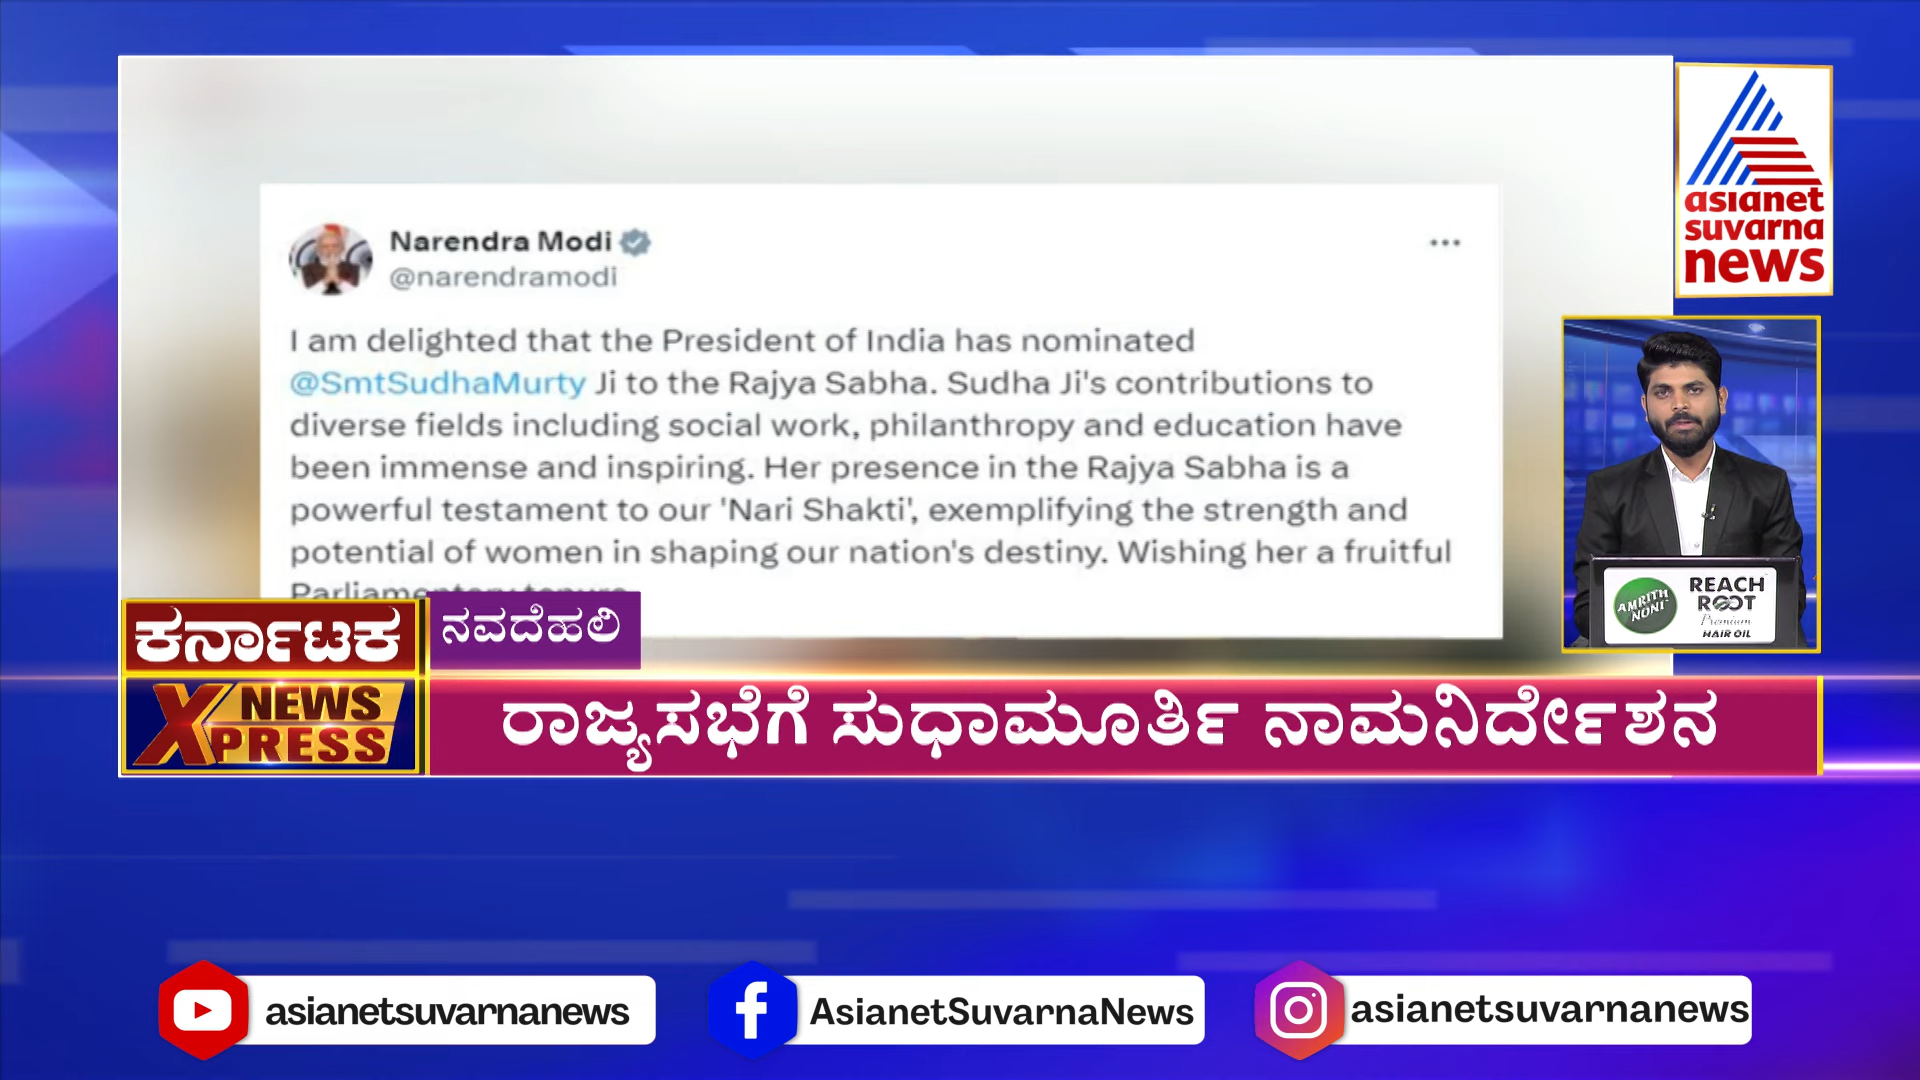 Narendra Modi
@narendramodi
I am delighted that the President of India has nominated
@SmtSudhaMurty Ji to the Rajya Sabha. Sudha Ji's contributions to
diverse fields including social work, philanthropy and education have
been immense and inspiring. Her presence in the Rajya Sabha is a
powerful testament to our 'Nari Shakti', exemplifying the strength and
potential of women in shaping our nation's destiny. Wishing her a fruitful
Parliamentary tenure.
asianet
suvarna
news
AMRITH
NONI
REACH
ROOT
Premium
HAIR OIL
ಕರ್ನಾಟಕ
NEWS
XPRESS
ನವದೆಹಲಿ
ರಾಜ್ಯಸಭೆಗೆ ಸುಧಾಮೂರ್ತಿ ನಾಮನಿರ್ದೇಶನ
asianetsuvarnanews
AsianetSuvarnaNews
asianetsuvarnanews